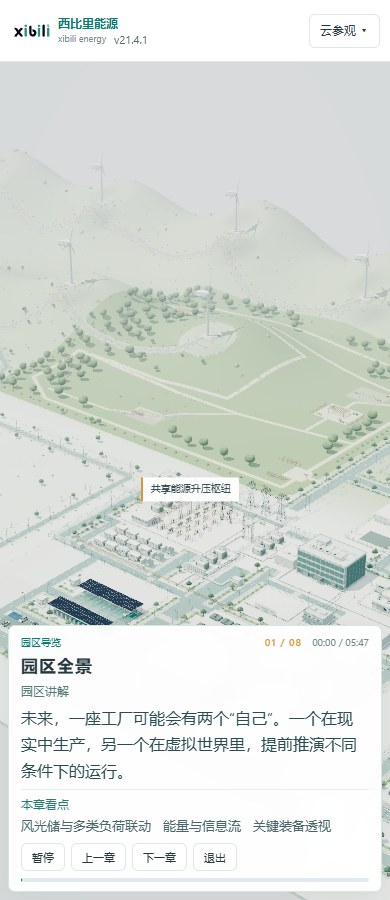 xibili 西比里能源
xibili energy v21.4.1
云参观
共享能源升压枢纽
园区导览 01 / 08 00:00 / 05:47
园区全景
园区讲解
未来，一座工厂可能会有两个“自己”。一个在现
实中生产，另一个在虚拟世界里，提前推演不同
条件下的运行。
本章看点
风光储与多类负荷联动 能量与信息流 关键装备透视
暂停 上一章 下一章 退出